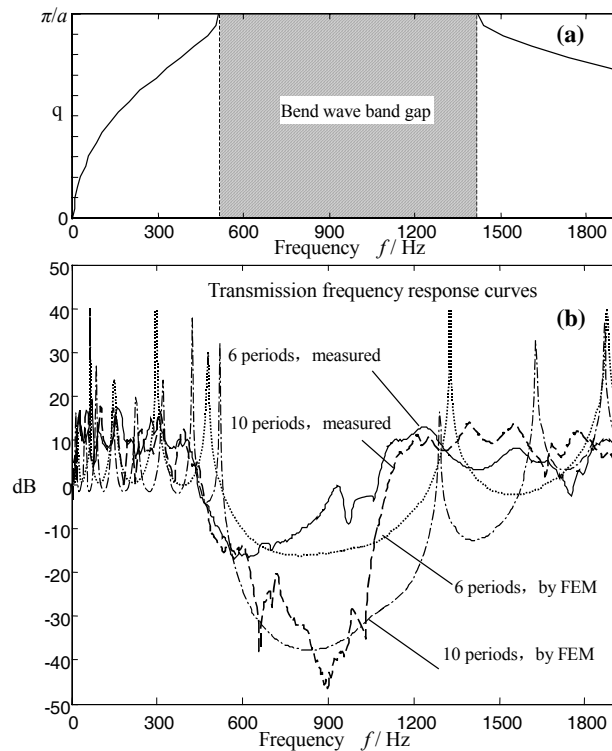 π/a
(a)
q
Bend wave band gap
0
0 300 600 900 1200 1500 1800
Frequency f / Hz
50
Transmission frequency response curves
(b)
40
30
6 periods, measured
20
10 periods, measured
10
0
dB
-10
-20
6 periods, by FEM
-30
-40
10 periods, by FEM
-50
0 300 600 900 1200 1500 1800
Frequency f / Hz